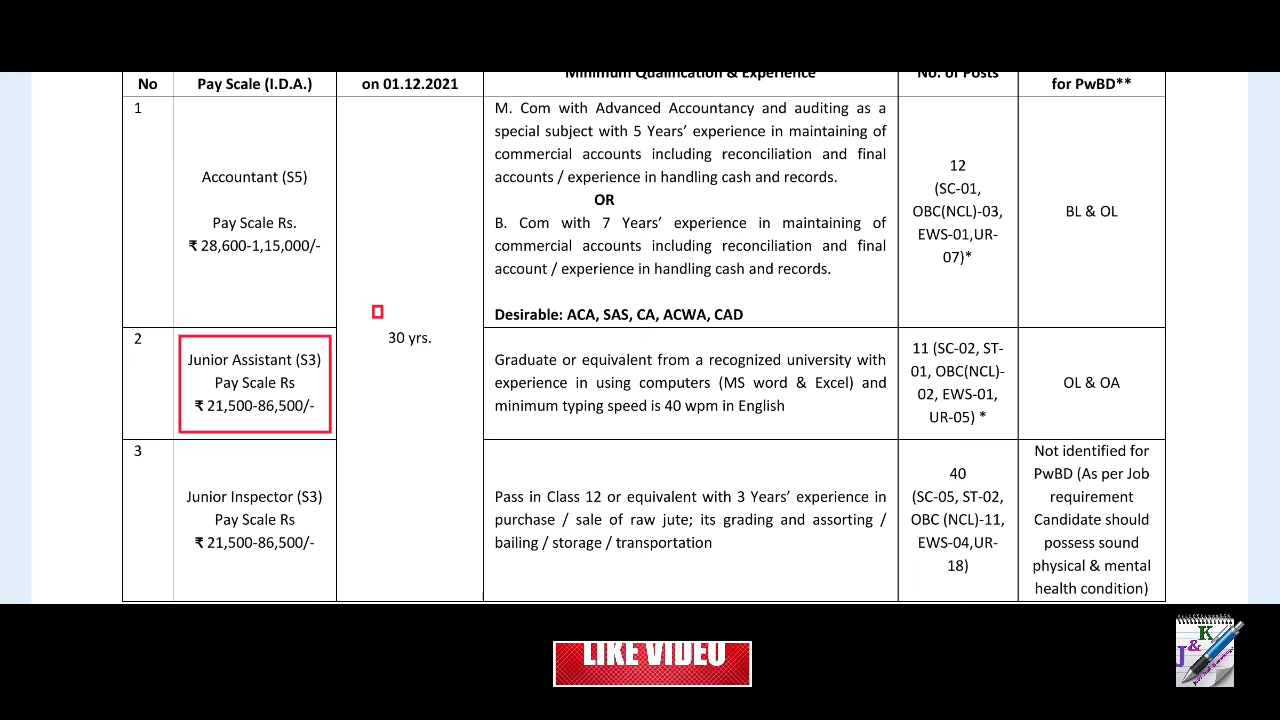 Minimum Qualification & Experience
No. of Posts
No
Pay Scale (I.D.A.)
on 01.12.2021
for PwBD**
1
Accountant (S5)
Pay Scale Rs.
₹ 28,600-1,15,000/-
M. Com with Advanced Accountancy and auditing as a
special subject with 5 Years’ experience in maintaining of
commercial accounts including reconciliation and final
accounts / experience in handling cash and records.
OR
B. Com with 7 Years’ experience in maintaining of
commercial accounts including reconciliation and final
account / experience in handling cash and records.
Desirable: ACA, SAS, CA, ACWA, CAD
12
(SC-01,
OBC(NCL)-03,
EWS-01,UR-
07)*
BL & OL
30 yrs.
2
Junior Assistant (S3)
Pay Scale Rs
₹ 21,500-86,500/-
Graduate or equivalent from a recognized university with
experience in using computers (MS word & Excel) and
minimum typing speed is 40 wpm in English
11 (SC-02, ST-
01, OBC(NCL)-
02, EWS-01,
UR-05) *
OL & OA
3
Junior Inspector (S3)
Pay Scale Rs
₹ 21,500-86,500/-
Pass in Class 12 or equivalent with 3 Years’ experience in
purchase / sale of raw jute; its grading and assorting /
bailing / storage / transportation
40
(SC-05, ST-02,
OBC (NCL)-11,
EWS-04,UR-
18)
Not identified for
PwBD (As per Job
requirement
Candidate should
possess sound
physical & mental
health condition)
LIKE VIDEO
J & K